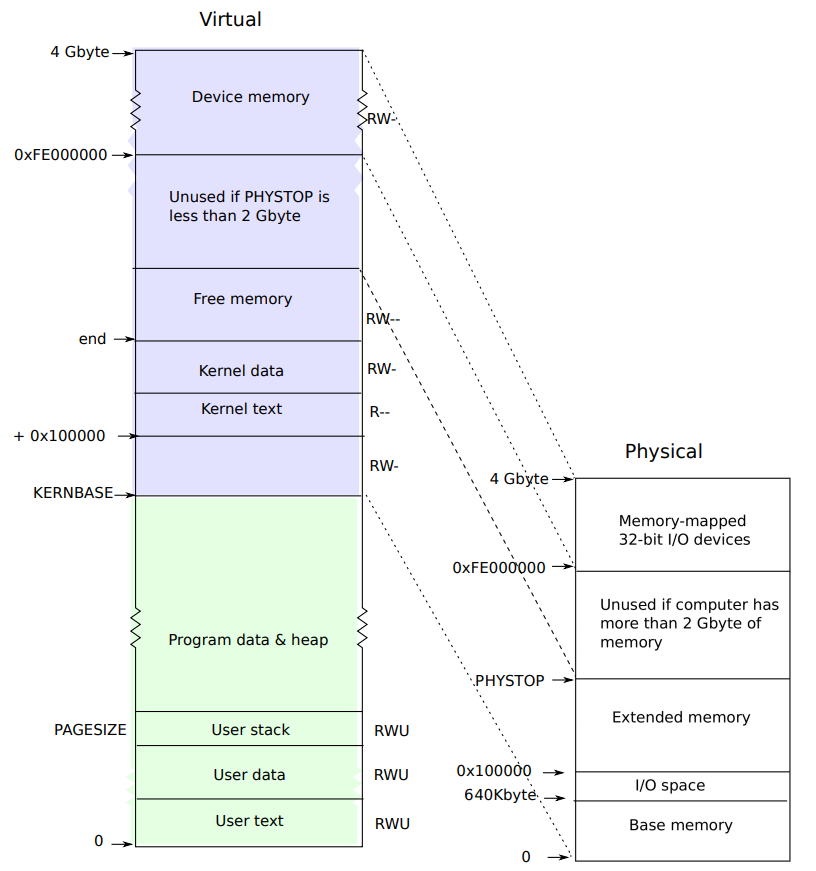 Virtual
4 Gbyte
Device memory
RW-
0xFE000000
Unused if PHYSTOP is
less than 2 Gbyte
Free memory
RW--
end
Kernel data
RW-
Kernel text
R--
+ 0x100000
RW-
KERNBASE
Program data & heap
PAGESIZE
User stack
RWU
User data
RWU
User text
RWU
0
Physical
4 Gbyte
Memory-mapped
32-bit I/O devices
0xFE000000
Unused if computer has
more than 2 Gbyte of
memory
PHYSTOP
Extended memory
0x100000
I/O space
640Kbyte
Base memory
0